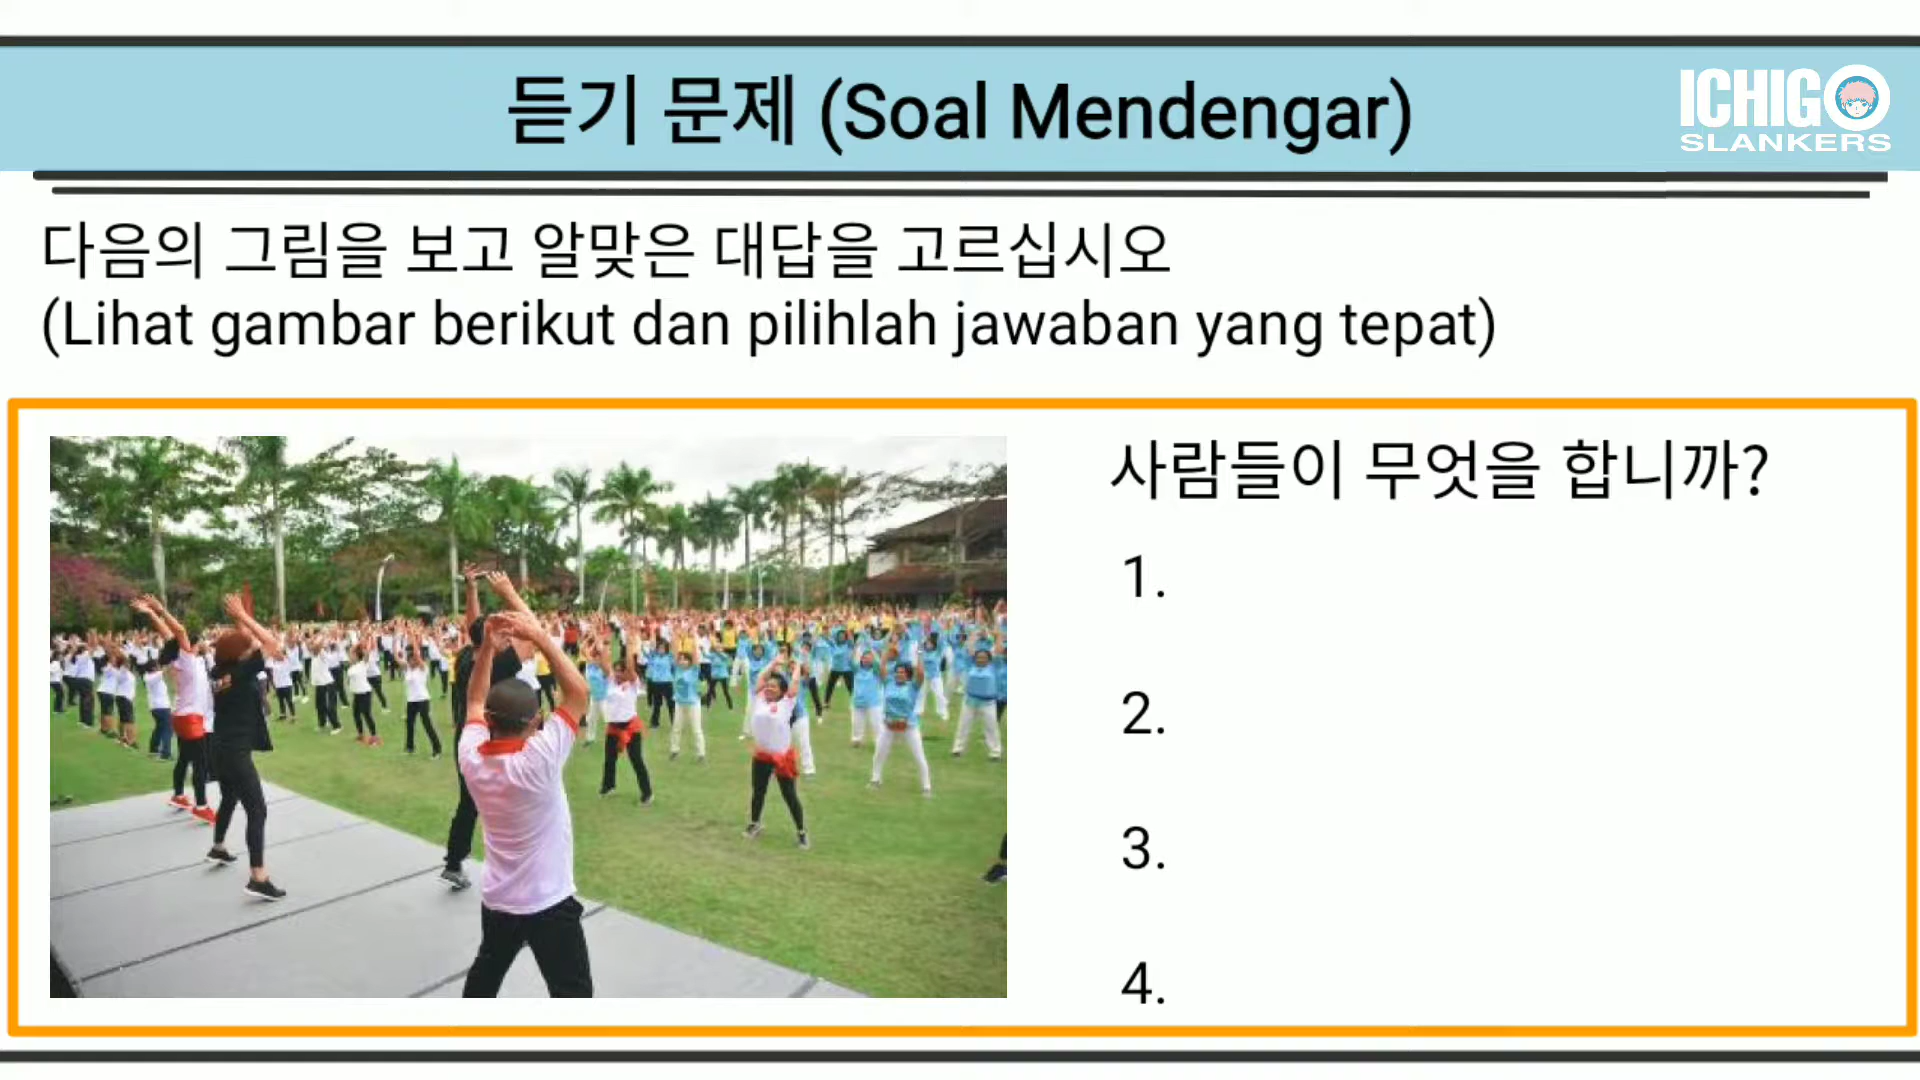 듣기 문제 (Soal Mendengar)
ICHIGO
SLANKERS
다음의 그림을 보고 알맞은 대답을 고르십시오
(Lihat gambar berikut dan pilihlah jawaban yang tepat)
사람들이 무엇을 합니까?
1.
2.
3.
4.